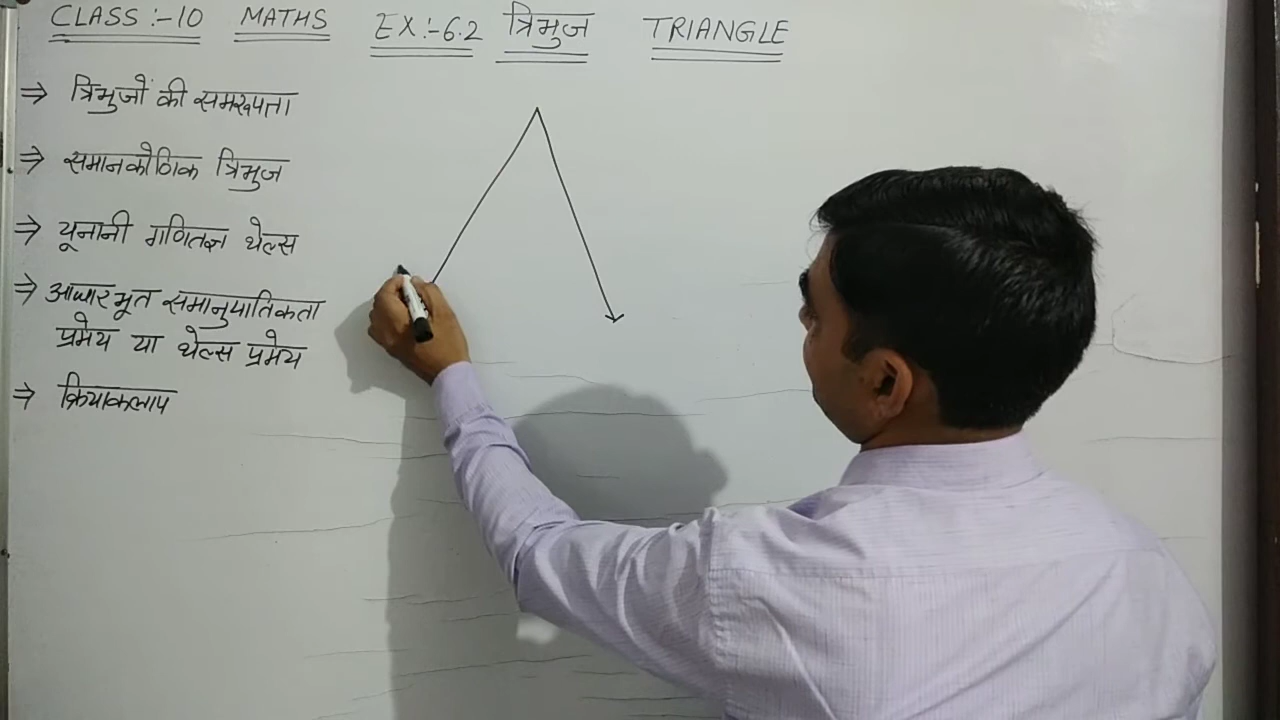 CLASS :- 10 MATHS EX:- 6.2 त्रिभुज TRIANGLE
⇒ त्रिभुजों की समरूपता
⇒ समानकोणिक त्रिभुज
⇒ यूनानी गणितज्ञ थेल्स
⇒ आधारभूत समानुपातिकता
प्रमेय या थेल्स प्रमेय
⇒ क्रियाकलाप